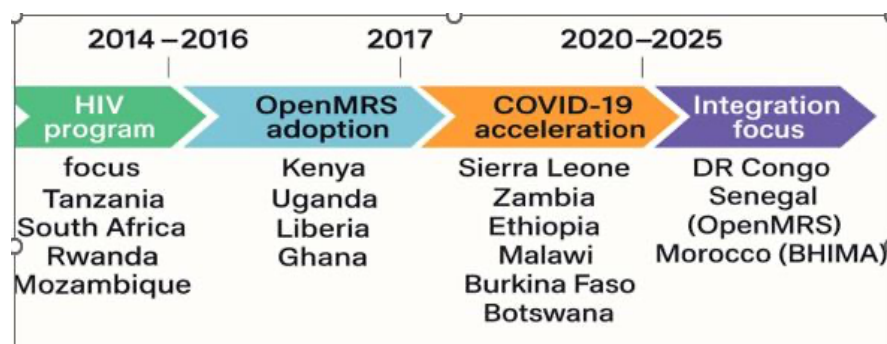 2014–2016
2017
2020–2025
HIV
program
OpenMRS
adoption
COVID-19
acceleration
Integration
focus
focus
Tanzania
South Africa
Rwanda
Mozambique
Kenya
Uganda
Liberia
Ghana
Sierra Leone
Zambia
Ethiopia
Malawi
Burkina Faso
Botswana
DR Congo
Senegal
(OpenMRS)
Morocco (BHIMA)